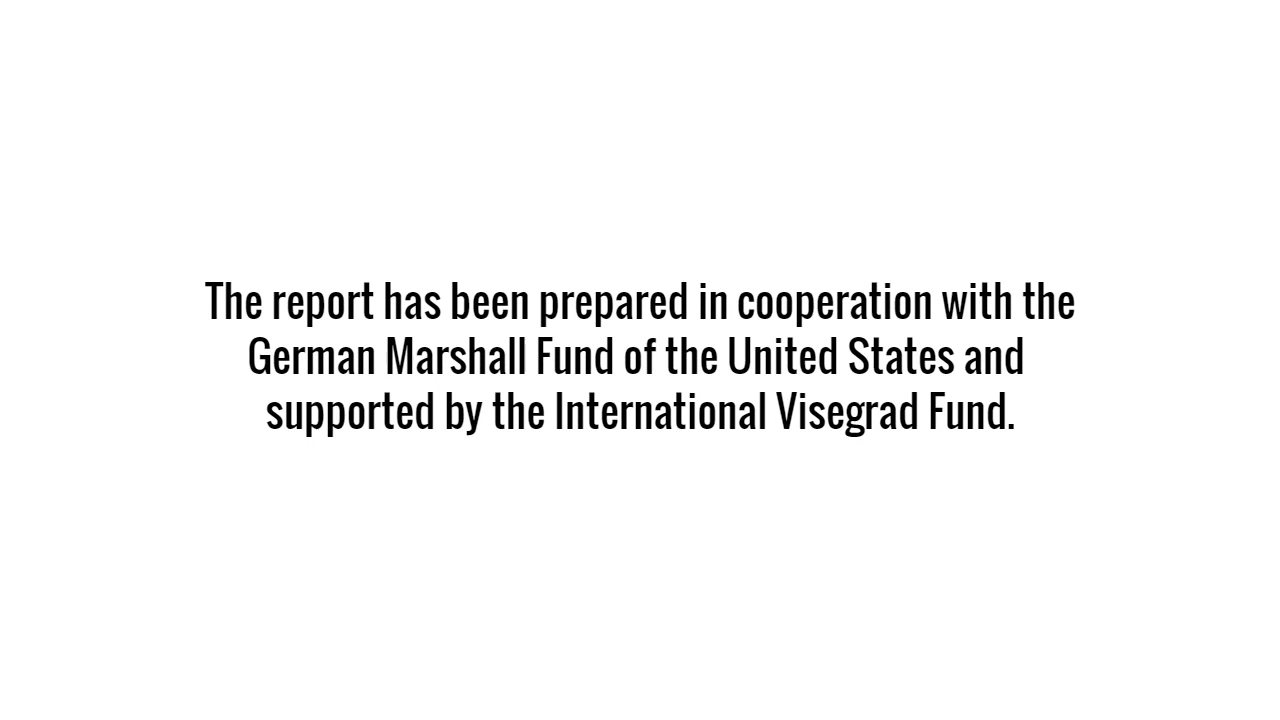 The report has been prepared in cooperation with the
German Marshall Fund of the United States and
supported by the International Visegrad Fund.